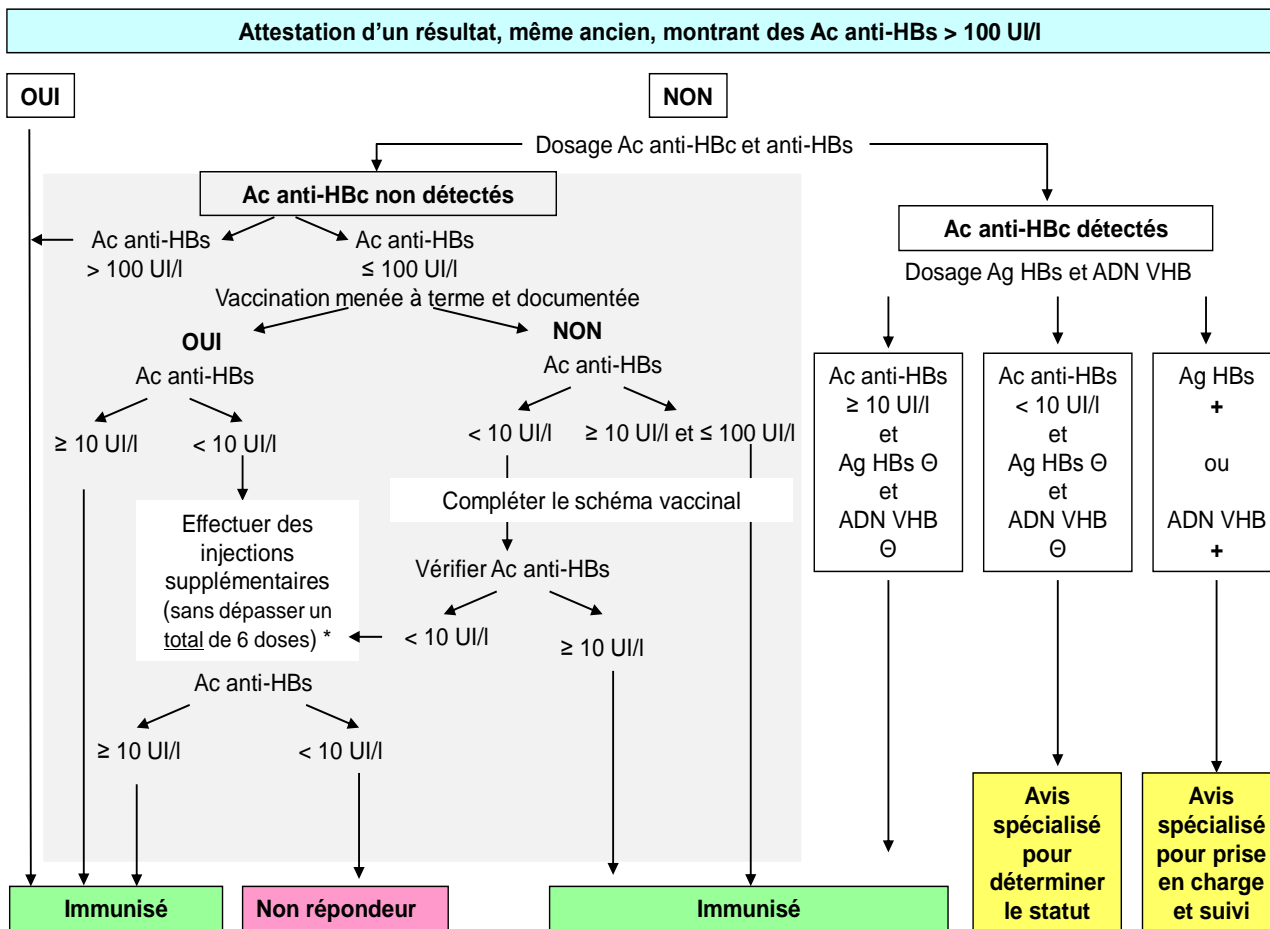 Attestation d’un résultat, même ancien, montrant des Ac anti-HBs > 100 UI/l
OUI
NON
Dosage Ac anti-HBc et anti-HBs
Ac anti-HBc non détectés
Ac anti-HBs
> 100 UI/l
Ac anti-HBs
≤ 100 UI/l
Vaccination menée à terme et documentée
OUI
Ac anti-HBs
≥ 10 UI/l
< 10 UI/l
Effectuer des
injections
supplémentaires
(sans dépasser un
total de 6 doses) *
Ac anti-HBs
≥ 10 UI/l
< 10 UI/l
NON
Ac anti-HBs
< 10 UI/l
≥ 10 UI/l et ≤ 100 UI/l
Compléter le schéma vaccinal
Vérifier Ac anti-HBs
< 10 UI/l
≥ 10 UI/l
Ac anti-HBc détectés
Dosage Ag HBs et ADN VHB
Ac anti-HBs
≥ 10 UI/l
et
Ag HBs Θ
et
ADN VHB
Θ
Ac anti-HBs
< 10 UI/l
et
Ag HBs Θ
et
ADN VHB
Θ
Ag HBs
+
ou
ADN VHB
+
Immunisé
Non répondeur
Immunisé
Avis
spécialisé
pour
déterminer
le statut
Avis
spécialisé
pour prise
en charge
et suivi